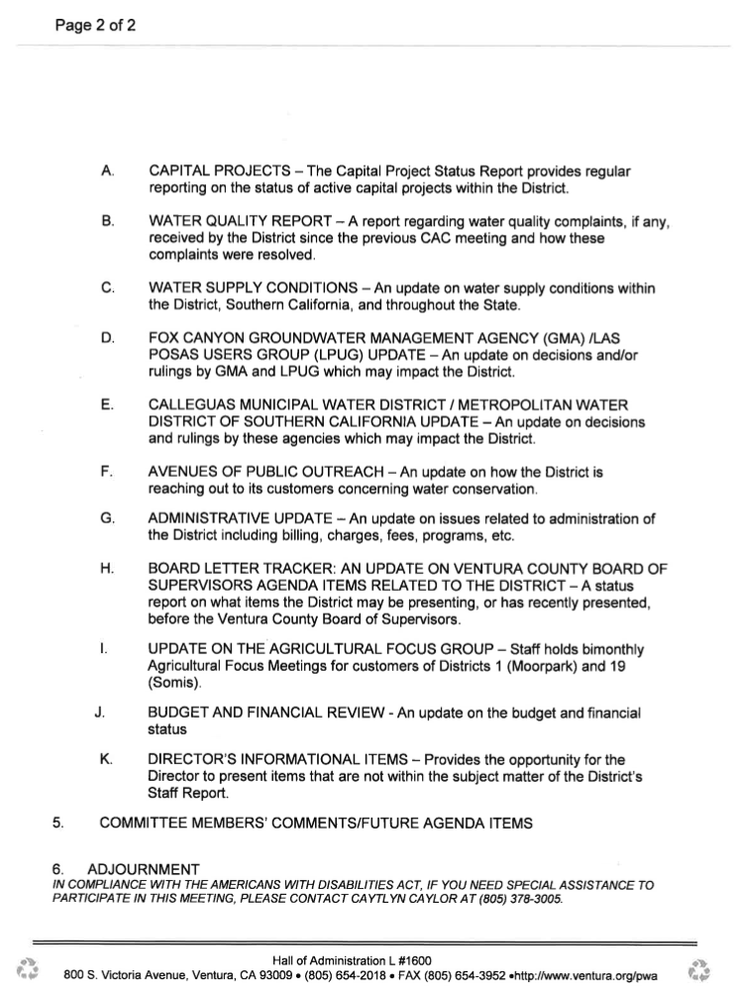 Page 2 of 2
A. CAPITAL PROJECTS – The Capital Project Status Report provides regular
reporting on the status of active capital projects within the District.
B. WATER QUALITY REPORT – A report regarding water quality complaints, if any,
received by the District since the previous CAC meeting and how these
complaints were resolved.
C. WATER SUPPLY CONDITIONS – An update on water supply conditions within
the District, Southern California, and throughout the State.
D. FOX CANYON GROUNDWATER MANAGEMENT AGENCY (GMA) /LAS
POSAS USERS GROUP (LPUG) UPDATE – An update on decisions and/or
rulings by GMA and LPUG which may impact the District.
E. CALLEGUAS MUNICIPAL WATER DISTRICT / METROPOLITAN WATER
DISTRICT OF SOUTHERN CALIFORNIA UPDATE – An update on decisions
and rulings by these agencies which may impact the District.
F. AVENUES OF PUBLIC OUTREACH – An update on how the District is
reaching out to its customers concerning water conservation.
G. ADMINISTRATIVE UPDATE – An update on issues related to administration of
the District including billing, charges, fees, programs, etc.
H. BOARD LETTER TRACKER: AN UPDATE ON VENTURA COUNTY BOARD OF
SUPERVISORS AGENDA ITEMS RELATED TO THE DISTRICT – A status
report on what items the District may be presenting, or has recently presented,
before the Ventura County Board of Supervisors.
I. UPDATE ON THE AGRICULTURAL FOCUS GROUP – Staff holds bimonthly
Agricultural Focus Meetings for customers of Districts 1 (Moorpark) and 19
(Somis).
J. BUDGET AND FINANCIAL REVIEW - An update on the budget and financial
status
K. DIRECTOR'S INFORMATIONAL ITEMS – Provides the opportunity for the
Director to present items that are not within the subject matter of the District's
Staff Report.
5. COMMITTEE MEMBERS' COMMENTS/FUTURE AGENDA ITEMS
6. ADJOURNMENT
IN COMPLIANCE WITH THE AMERICANS WITH DISABILITIES ACT, IF YOU NEED SPECIAL ASSISTANCE TO
PARTICIPATE IN THIS MEETING, PLEASE CONTACT CAYTLYN CAYLOR AT (805) 378-3005.
Hall of Administration L #1600
800 S. Victoria Avenue, Ventura, CA 93009 • (805) 654-2018 • FAX (805) 654-3952 •http://www.ventura.org/pwa